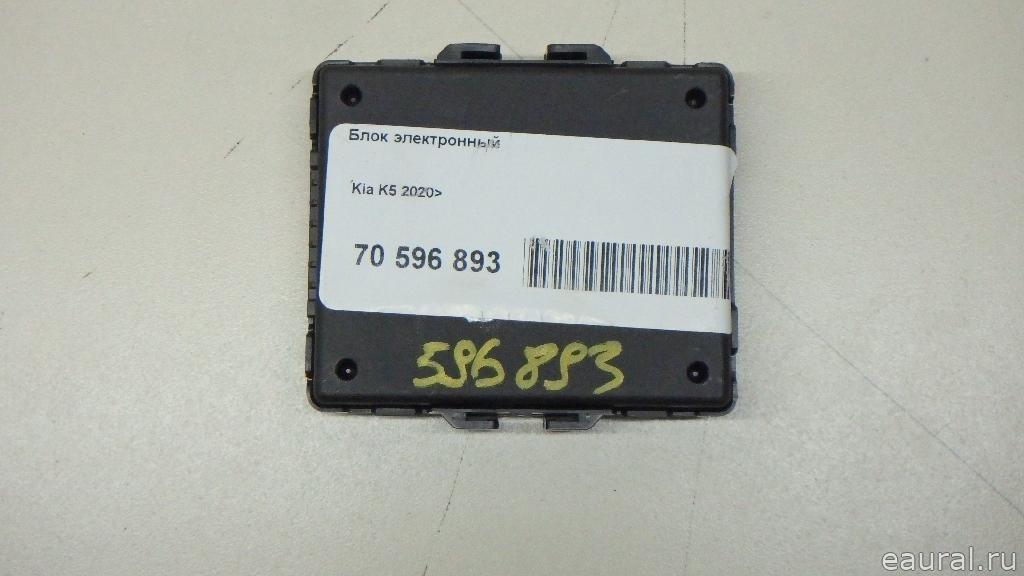 Блок электронный
Kia K5 2020>
70 596 893
596 893
eaural.ru